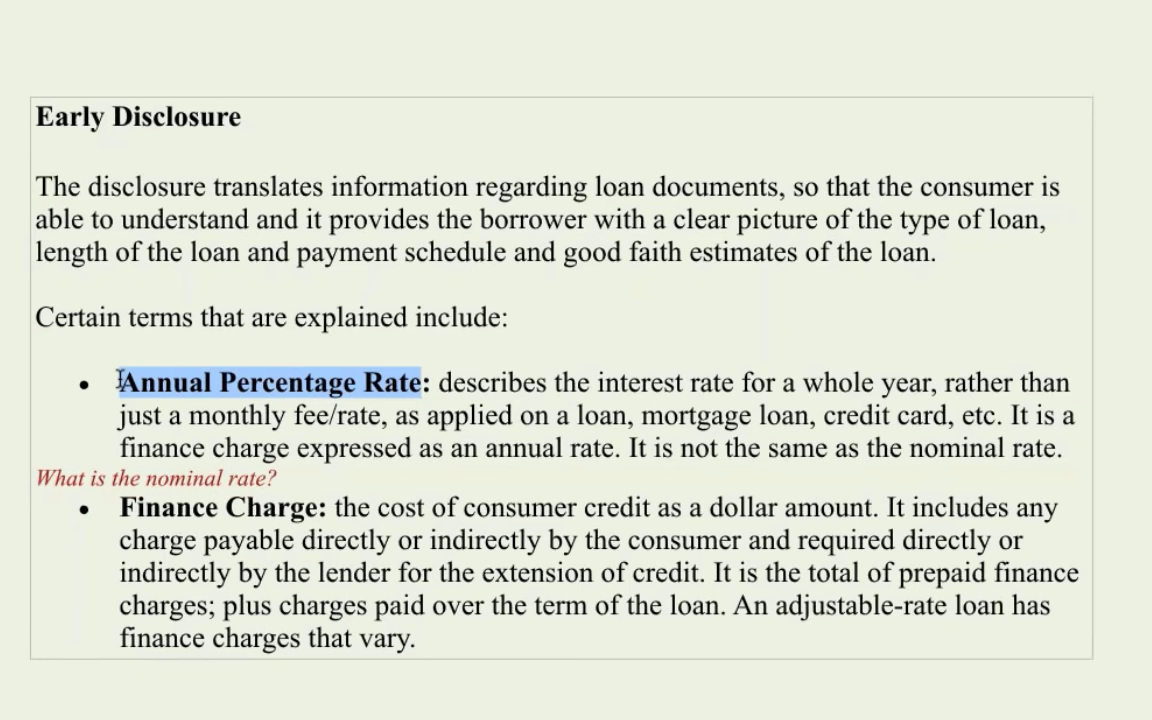 Early Disclosure
The disclosure translates information regarding loan documents, so that the consumer is
able to understand and it provides the borrower with a clear picture of the type of loan,
length of the loan and payment schedule and good faith estimates of the loan.
Certain terms that are explained include:
• Annual Percentage Rate: describes the interest rate for a whole year, rather than
just a monthly fee/rate, as applied on a loan, mortgage loan, credit card, etc. It is a
finance charge expressed as an annual rate. It is not the same as the nominal rate.
What is the nominal rate?
• Finance Charge: the cost of consumer credit as a dollar amount. It includes any
charge payable directly or indirectly by the consumer and required directly or
indirectly by the lender for the extension of credit. It is the total of prepaid finance
charges; plus charges paid over the term of the loan. An adjustable-rate loan has
finance charges that vary.